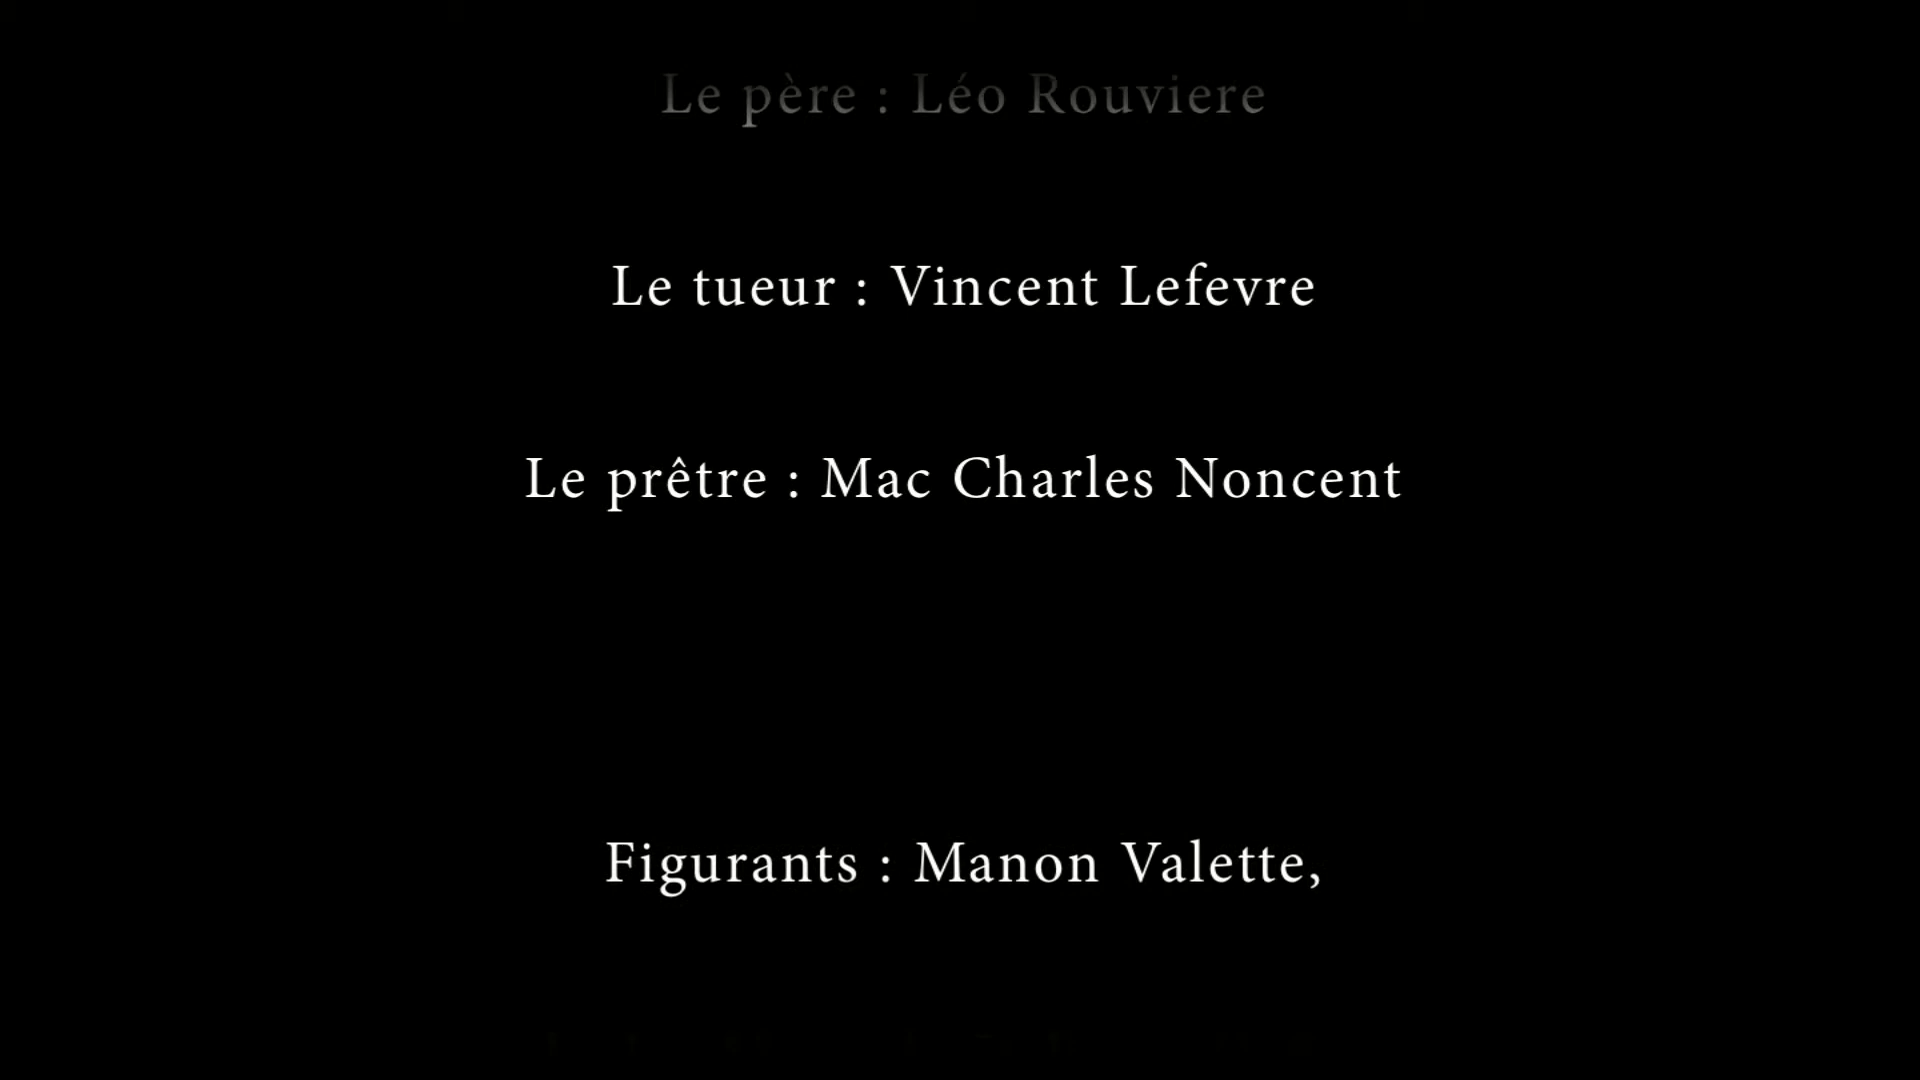 Le père : Léo Rouviere
Le tueur : Vincent Lefevre
Le prêtre : Mac Charles Noncent
Figurants : Manon Valette,